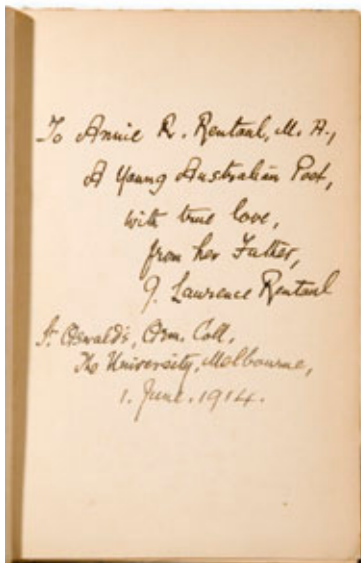 To Annie R. Rentoul, M. A.,
A Young Australian Poet,
with true love,
from her Father,
J. Laurence Rentoul
St. Oswald's, Orm. Coll.
The University, Melbourne,
1. June. 1914.